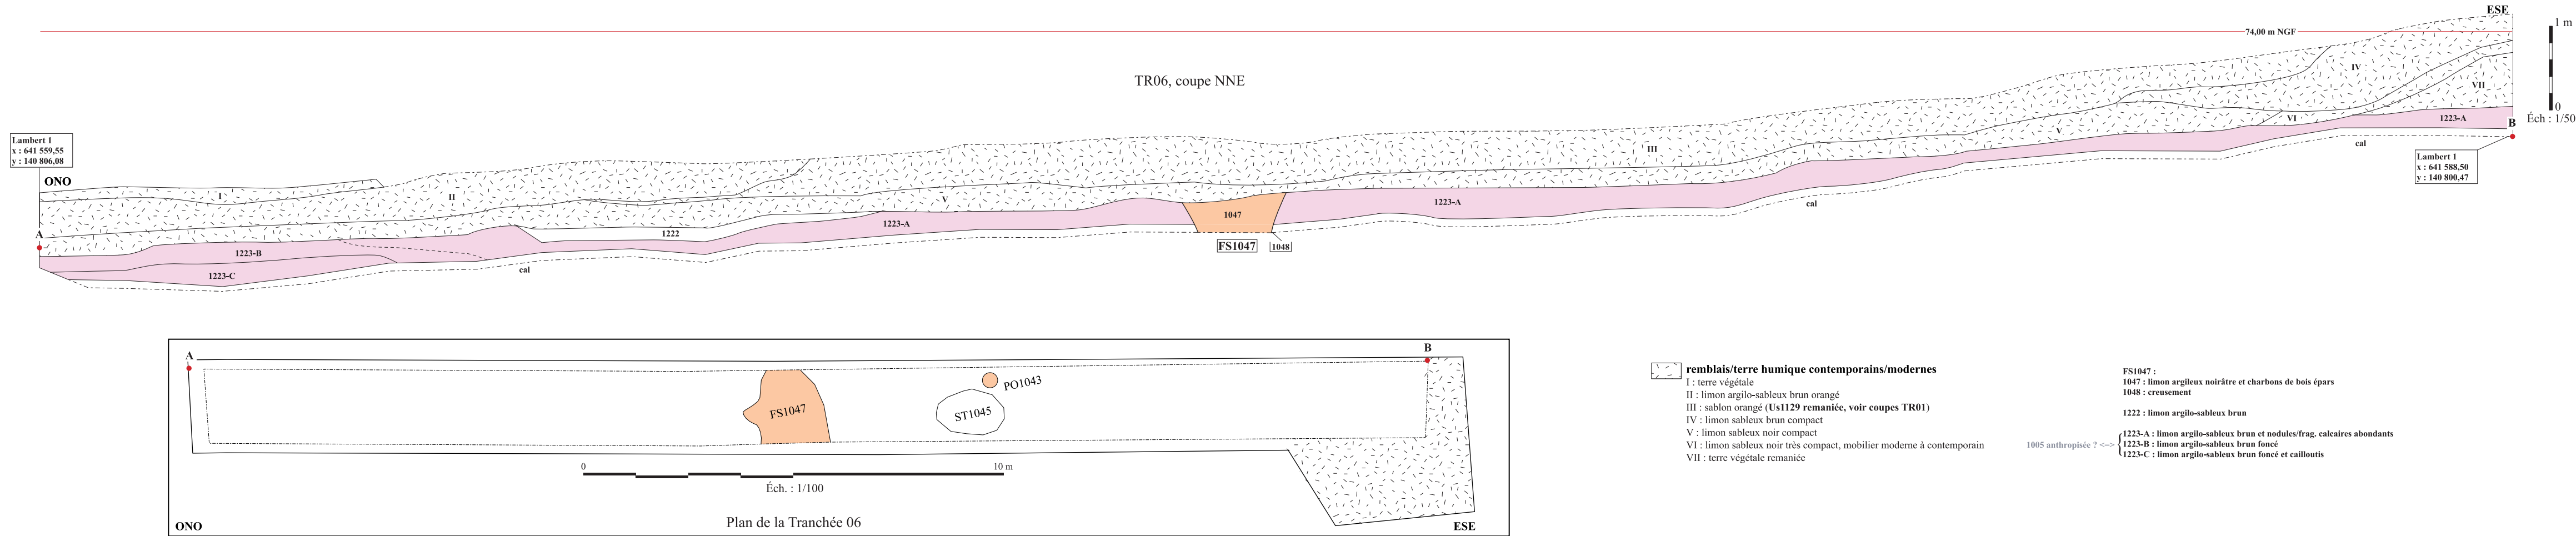 ESE
1 m
74,00 m NGF
TR06, coupe NNE
IV
VII
0
Éch : 1/50
Lambert 1
x : 641 559,55
y : 140 806,08
ONO
I
II
III
V
V
VI
1223-A
B
cal
Lambert 1
x : 641 588,50
y : 140 800,47
1223-A
cal
1047
1223-A
1222
A
FS1047
1048
1223-B
1223-C
cal
A
B
PO1043
FS1047
ST1045
0
10 m
Éch. : 1/100
ONO
Plan de la Tranchée 06
ESE
remblais/terre humique contemporains/modernes
I : terre végétale
II : limon argilo-sableux brun orangé
III : sablon orangé (Us1129 remaniée, voir coupes TR01)
IV : limon sableux brun compact
V : limon sableux noir compact
VI : limon sableux noir très compact, mobilier moderne à contemporain
VII : terre végétale remaniée
FS1047 :
1047 : limon argileux noirâtre et charbons de bois épars
1048 : creusement
1222 : limon argilo-sableux brun
1005 anthropisée ? <=>
1223-A : limon argilo-sableux brun et nodules/frag. calcaires abondants
1223-B : limon argilo-sableux brun foncé
1223-C : limon argilo-sableux brun foncé et cailloutis